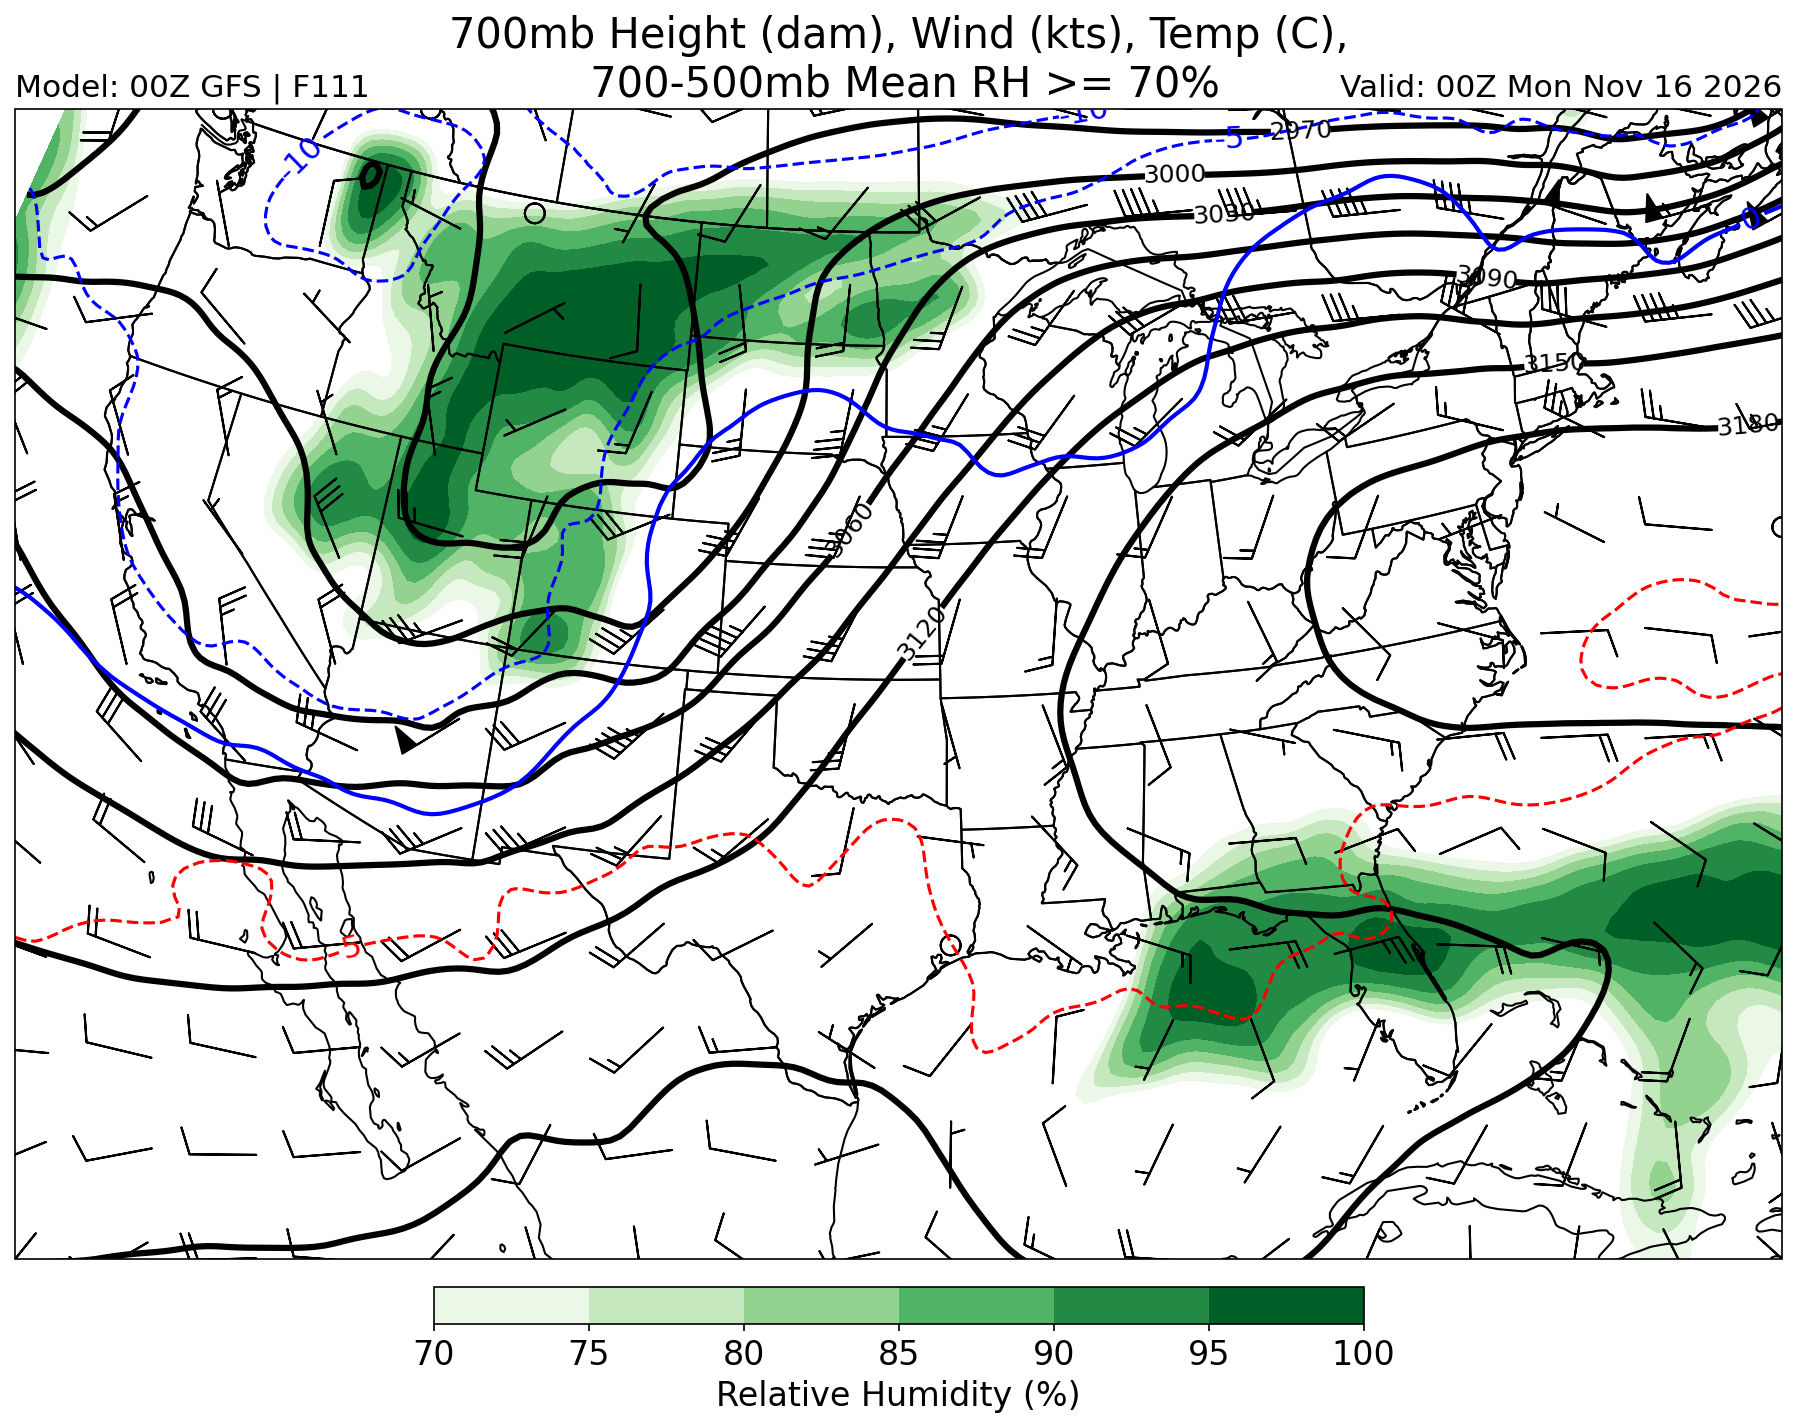 700mb Height (dam), Wind (kts), Temp (C),
Model: 00Z GFS | F111
700-500mb Mean RH >= 70%
Valid: 00Z Mon Nov 16 2026
-10
-10
-5
2970
3000
3030
0
3090
3150
3180
3060
3120
5
70 75 80 85 90 95 100
Relative Humidity (%)